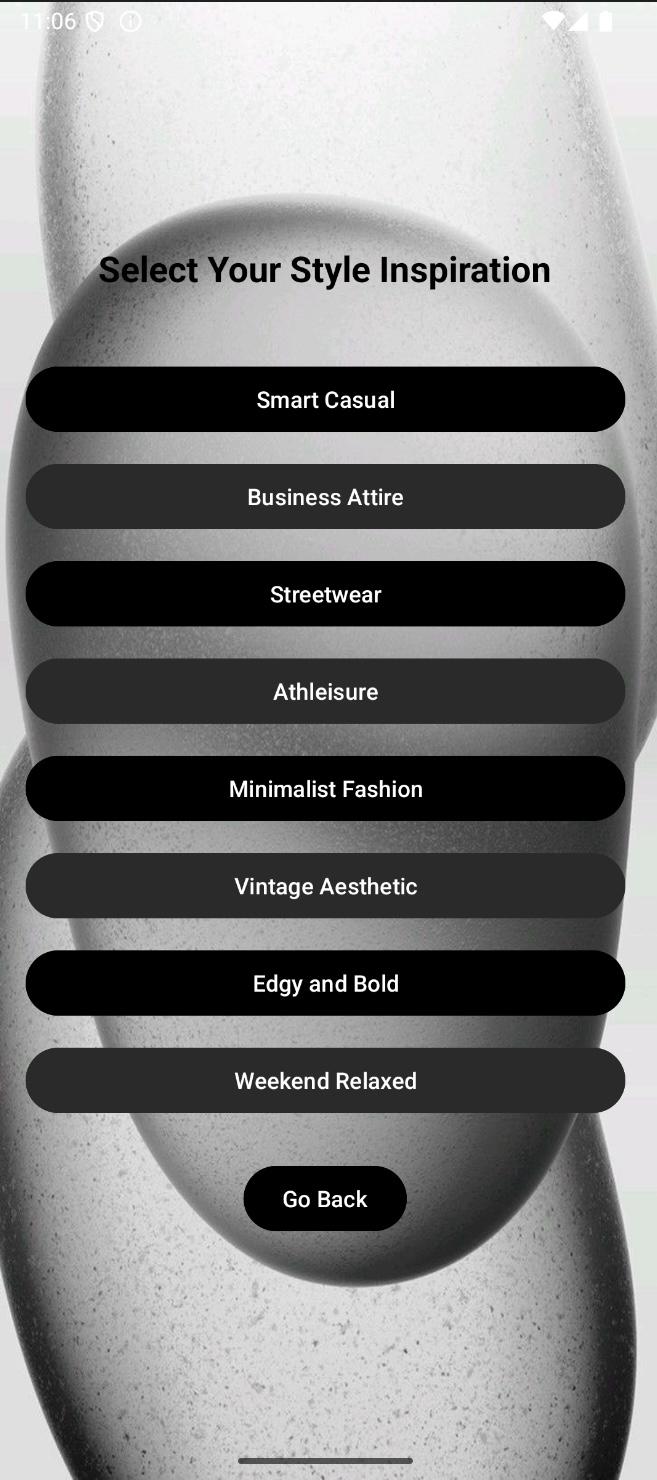 11:06
Select Your Style Inspiration
Smart Casual
Business Attire
Streetwear
Athleisure
Minimalist Fashion
Vintage Aesthetic
Edgy and Bold
Weekend Relaxed
Go Back